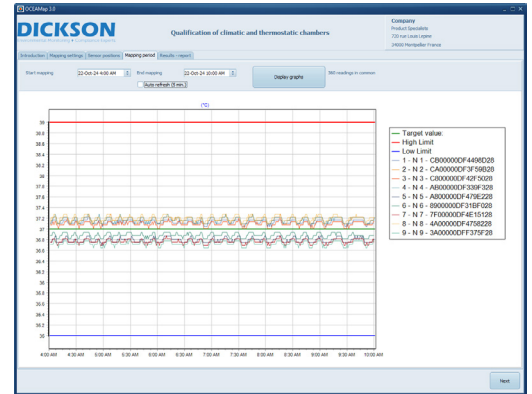 OCEAMap 3.0
DICKSON
Qualification of climatic and thermostatic chambers
Company
Product Specialists
720 rue Louis Lepine
34000 Montpellier France
Introduction | Mapping settings | Sensor positions | Mapping period | Results - report
Start mapping 22-Oct-24 4:00 AM End mapping 22-Oct-24 10:00 AM Display graphs 360 readings in common
Auto refresh (5 min.)
(°C)
39
38.8
38.6
38.4
38.2
38
37.8
37.6
37.4
37.2
37
36.8
36.6
36.4
36.2
36
35.8
35.6
35.4
35.2
35
4:00 AM 4:30 AM 5:00 AM 5:30 AM 6:00 AM 6:30 AM 7:00 AM 7:30 AM 8:00 AM 8:30 AM 9:00 AM 9:30 AM 10:00 AM
Target value:
High Limit
Low Limit
1 - N 1 - CB00000DF4498D28
2 - N 2 - CA00000DF3F59B28
3 - N 3 - C800000DF42F5028
4 - N 4 - AB00000DF339F328
5 - N 5 - A800000DF479E228
6 - N 6 - 8900000DF31BF028
7 - N 7 - 7F00000DF4E15128
8 - N 8 - 4A00000DF4758228
9 - N 9 - 3A00000DFF375F28
Next